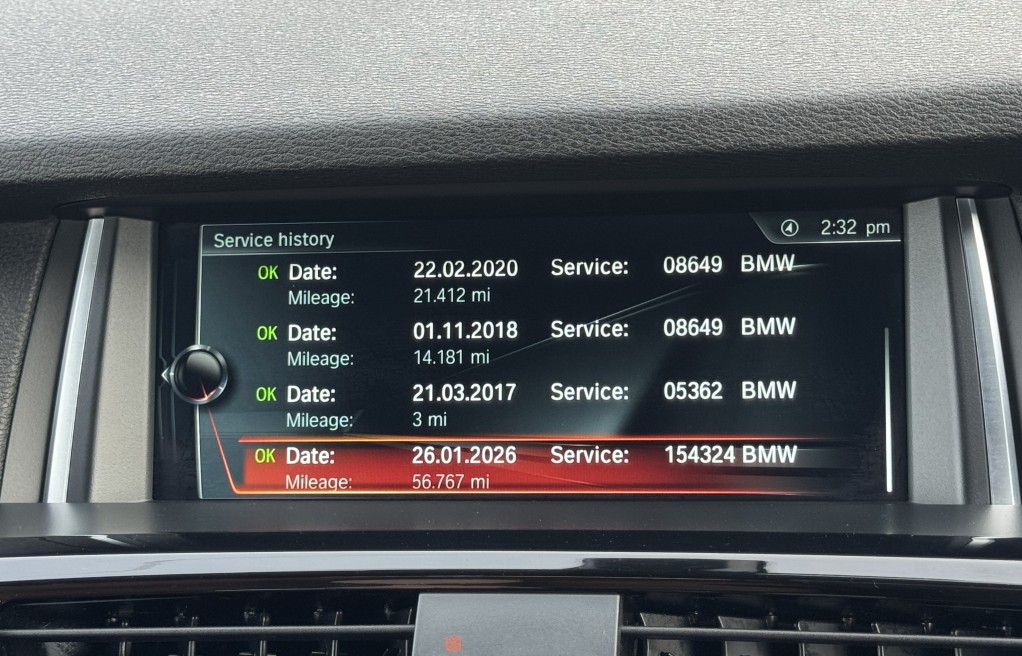 Service history
2:32 pm
OK Date: 22.02.2020 Service: 08649 BMW
Mileage: 21.412 mi
OK Date: 01.11.2018 Service: 08649 BMW
Mileage: 14.181 mi
OK Date: 21.03.2017 Service: 05362 BMW
Mileage: 3 mi
OK Date: 26.01.2026 Service: 154324 BMW
Mileage: 56.767 mi